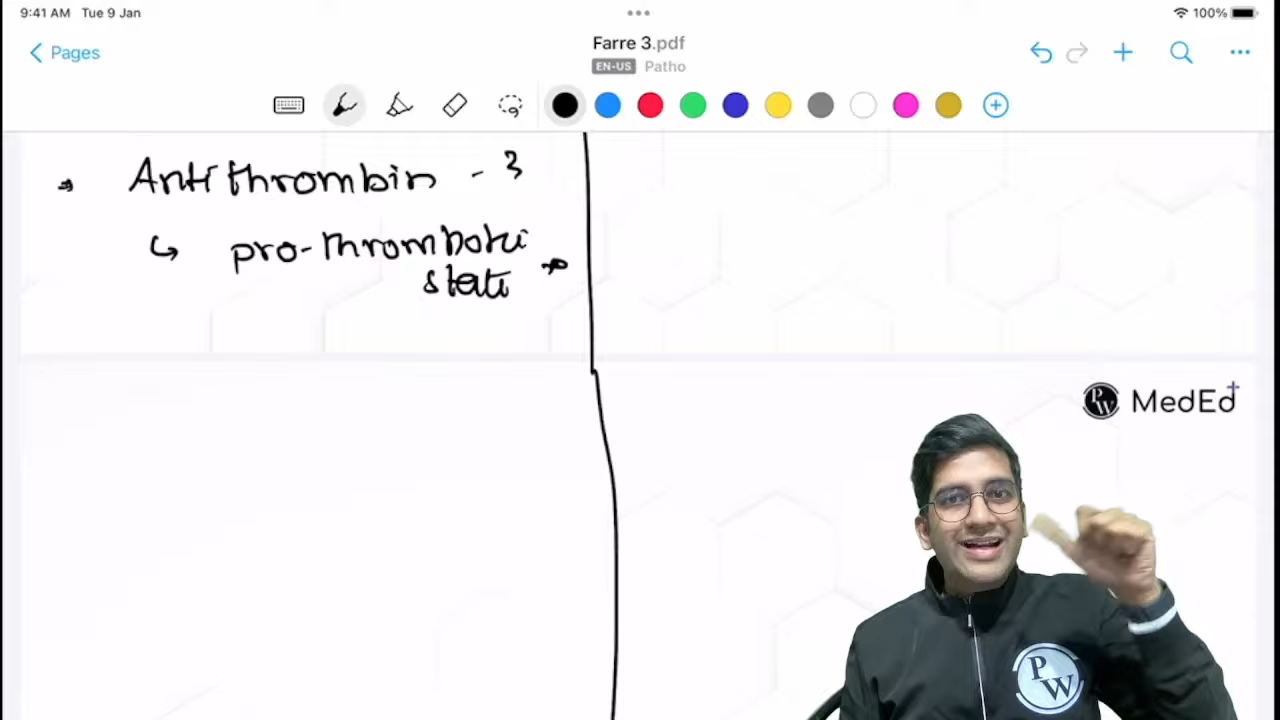 9:41 AM Tue 9 Jan
100%
Pages
Farre 3.pdf
EN-US Patho
Antithrombin - 3
pro-thrombotic
state
PW MedEd
PW